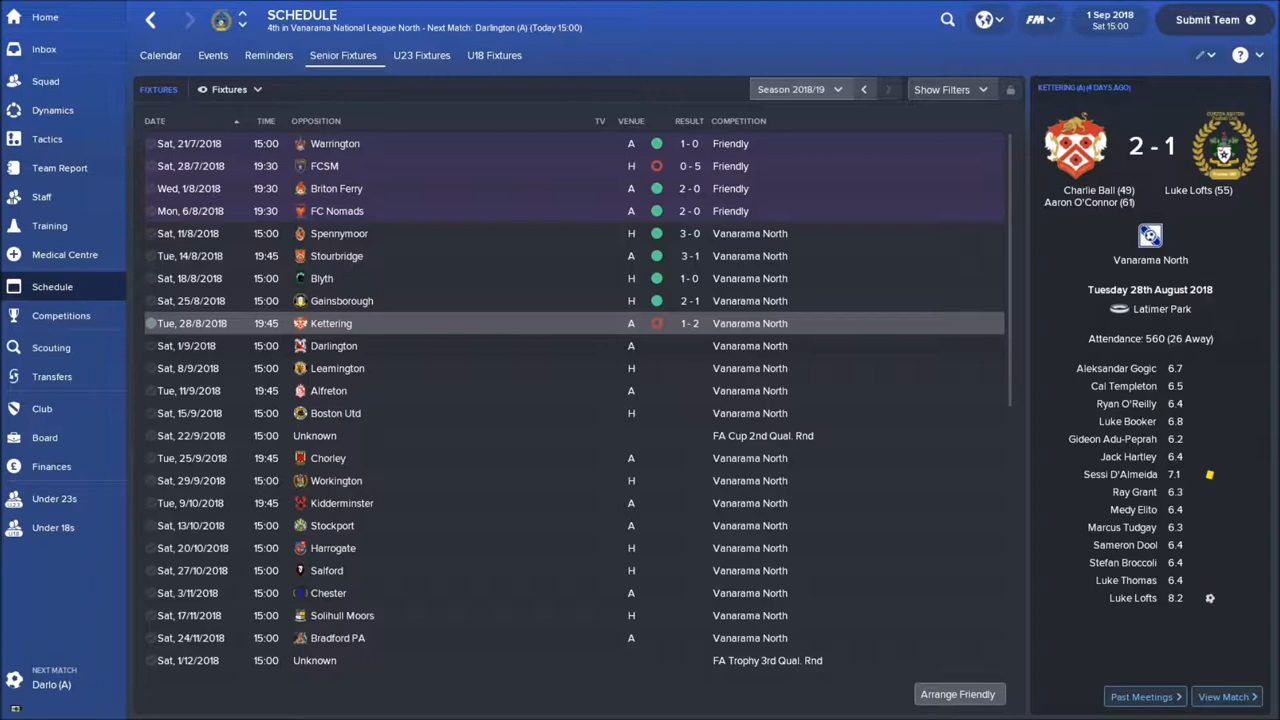 Home
Inbox
Squad
Dynamics
Tactics
Team Report
Staff
Training
Medical Centre
Schedule
Competitions
Scouting
Transfers
Club
Board
Finances
Under 23s
Under 18s
NEXT MATCH
Darlo (A)
SCHEDULE
4th in Vanarama National League North - Next Match: Darlington (A) (Today 15:00)
FM
1 Sep 2018
Sat 15:00
Submit Team
Calendar Events Reminders Senior Fixtures U23 Fixtures U18 Fixtures
?
FIXTURES Fixtures Season 2018/19 Show Filters
DATE TIME OPPOSITION TV VENUE RESULT COMPETITION
Sat, 21/7/2018 15:00 Warrington A 1 - 0 Friendly
Sat, 28/7/2018 19:30 FCSM H 0 - 5 Friendly
Wed, 1/8/2018 19:30 Briton Ferry A 2 - 0 Friendly
Mon, 6/8/2018 19:30 FC Nomads A 2 - 0 Friendly
Sat, 11/8/2018 15:00 Spennymoor H 3 - 0 Vanarama North
Tue, 14/8/2018 19:45 Stourbridge A 3 - 1 Vanarama North
Sat, 18/8/2018 15:00 Blyth H 1 - 0 Vanarama North
Sat, 25/8/2018 15:00 Gainsborough H 2 - 1 Vanarama North
Tue, 28/8/2018 19:45 Kettering A 1 - 2 Vanarama North
Sat, 1/9/2018 15:00 Darlington A Vanarama North
Sat, 8/9/2018 15:00 Leamington H Vanarama North
Tue, 11/9/2018 19:45 Alfreton A Vanarama North
Sat, 15/9/2018 15:00 Boston Utd H Vanarama North
Sat, 22/9/2018 15:00 Unknown FA Cup 2nd Qual. Rnd
Tue, 25/9/2018 19:45 Chorley A Vanarama North
Sat, 29/9/2018 15:00 Workington H Vanarama North
Tue, 9/10/2018 19:45 Kidderminster A Vanarama North
Sat, 13/10/2018 15:00 Stockport A Vanarama North
Sat, 20/10/2018 15:00 Harrogate H Vanarama North
Sat, 27/10/2018 15:00 Salford H Vanarama North
Sat, 3/11/2018 15:00 Chester A Vanarama North
Sat, 17/11/2018 15:00 Solihull Moors H Vanarama North
Sat, 24/11/2018 15:00 Bradford PA A Vanarama North
Sat, 1/12/2018 15:00 Unknown FA Trophy 3rd Qual. Rnd
Arrange Friendly
KETTERING (A) (4 DAYS AGO)
2 - 1
CURZON ASHTON
Charlie Ball (49) Luke Lofts (55)
Aaron O'Connor (61)
Vanarama North
Tuesday 28th August 2018
Latimer Park
Attendance: 560 (26 Away)
Aleksandar Gogic 6.7
Cal Templeton 6.5
Ryan O'Reilly 6.4
Luke Booker 6.8
Gideon Adu-Peprah 6.2
Jack Hartley 6.4
Sessi D'Almeida 7.1
Ray Grant 6.3
Medy Elito 6.4
Marcus Tudgay 6.3
Sameron Dool 6.4
Stefan Broccoli 6.4
Luke Thomas 6.4
Luke Lofts 8.2
Past Meetings View Match